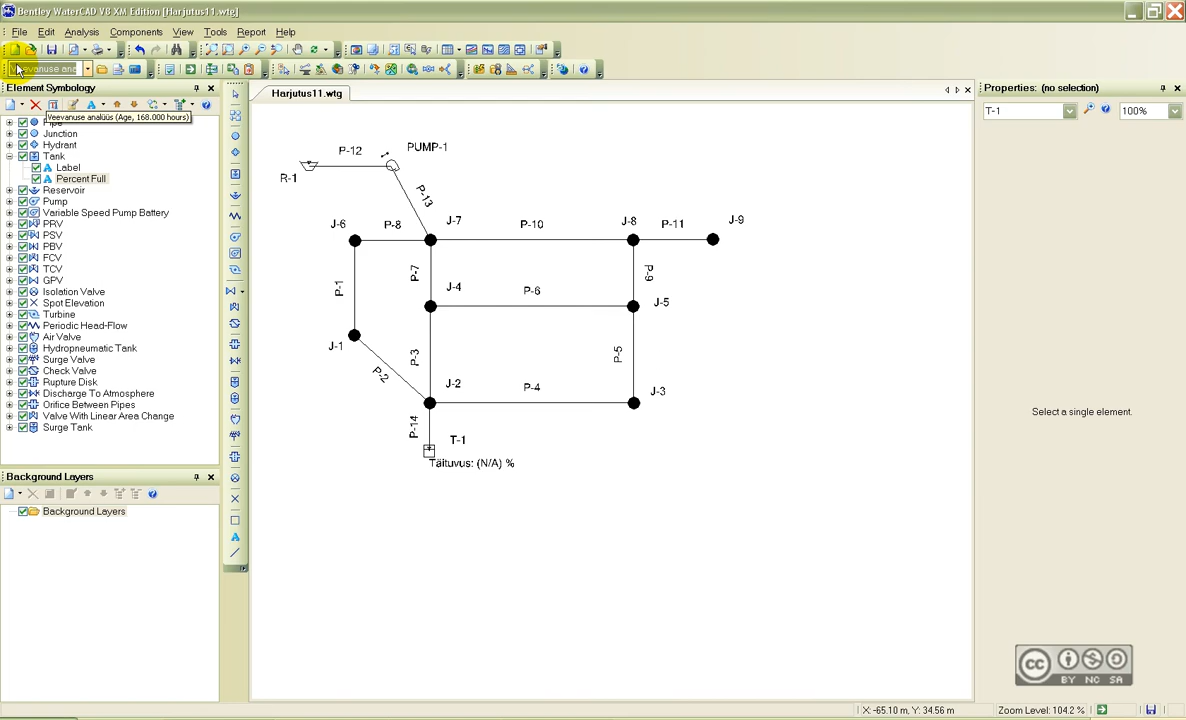 Bentley WaterCAD V8 XM Edition [Harjutus11.wtg]
File Edit Analysis Components View Tools Report Help
Veevanuse ana
Element Symbology
Harjutus11.wtg
Properties: (no selection)
T-1
100%
Veevanuse analüüs (Age, 168.000 hours)
Pipe
Junction
Hydrant
Tank
Label
Percent Full
Reservoir
Pump
Variable Speed Pump Battery
PRV
PSV
PBV
FCV
TCV
GPV
Isolation Valve
Spot Elevation
Turbine
Periodic Head-Flow
Air Valve
Hydropneumatic Tank
Surge Valve
Check Valve
Rupture Disk
Discharge To Atmosphere
Orifice Between Pipes
Valve With Linear Area Change
Surge Tank
Background Layers
Background Layers
P-12
PUMP-1
R-1
P-13
J-6
P-8
J-7
P-10
J-8
P-11
J-9
P-1
P-7
J-4
P-6
P-9
J-5
J-1
P-2
P-3
J-2
P-4
P-5
J-3
P-14
T-1
Täituvus: (N/A) %
Select a single element.
cc BY NC SA
X: -65.10 m, Y: 34.56 m
Zoom Level: 104.2 %